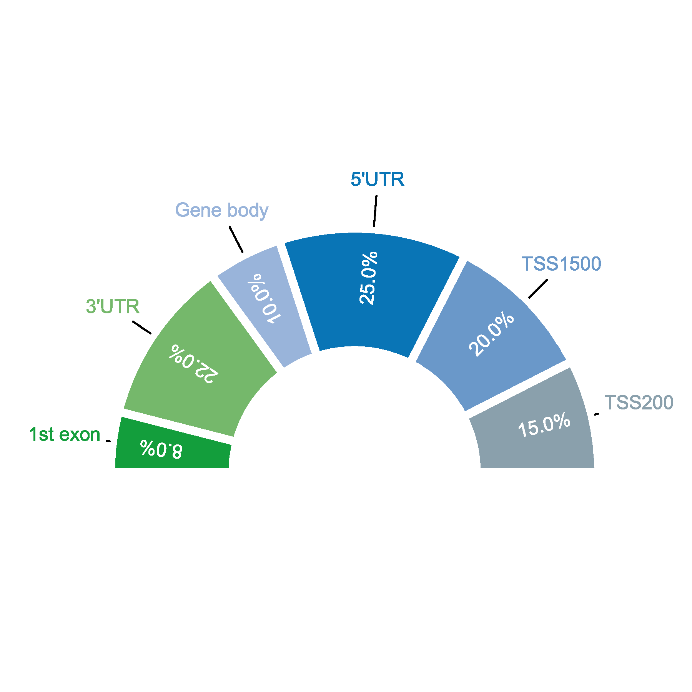 5'UTR
Gene body
TSS1500
3'UTR
TSS200
1st exon
25.0%
10.0%
20.0%
22.0%
15.0%
8.0%